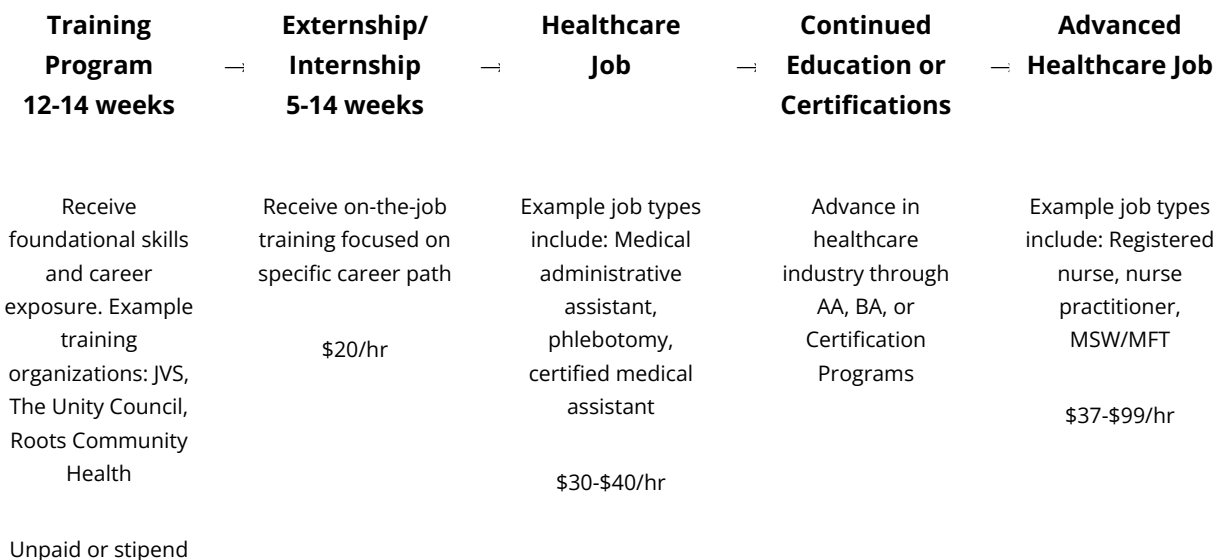 Training
Program
12-14 weeks
→
Externship/
Internship
5-14 weeks
→
Healthcare
Job
→
Continued
Education or
Certifications
→
Advanced
Healthcare Job
Receive
foundational skills
and career
exposure. Example
training
organizations: JVS,
The Unity Council,
Roots Community
Health
Unpaid or stipend
Receive on-the-job
training focused on
specific career path
$20/hr
Example job types
include: Medical
administrative
assistant,
phlebotomy,
certified medical
assistant
$30-$40/hr
Advance in
healthcare
industry through
AA, BA, or
Certification
Programs
Example job types
include: Registered
nurse, nurse
practitioner,
MSW/MFT
$37-$99/hr